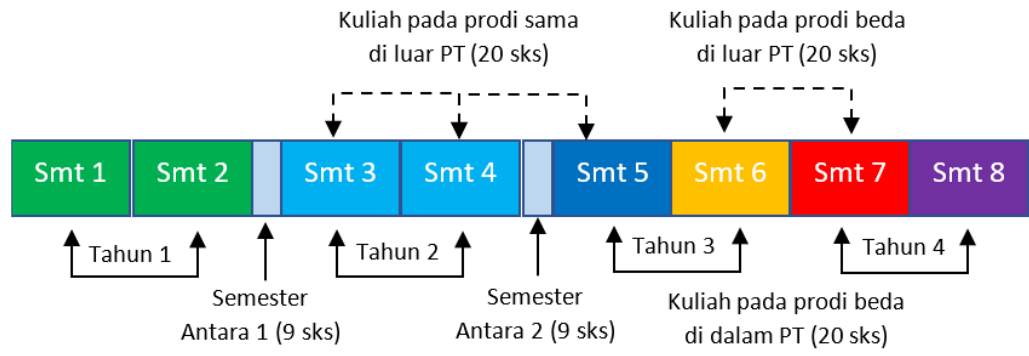 Kuliah pada prodi sama
di luar PT (20 sks)
Kuliah pada prodi beda
di luar PT (20 sks)
Smt 1
Smt 2
Smt 3
Smt 4
Smt 5
Smt 6
Smt 7
Smt 8
Tahun 1
Tahun 2
Tahun 3
Tahun 4
Semester
Antara 1 (9 sks)
Semester
Antara 2 (9 sks)
Kuliah pada prodi beda
di dalam PT (20 sks)